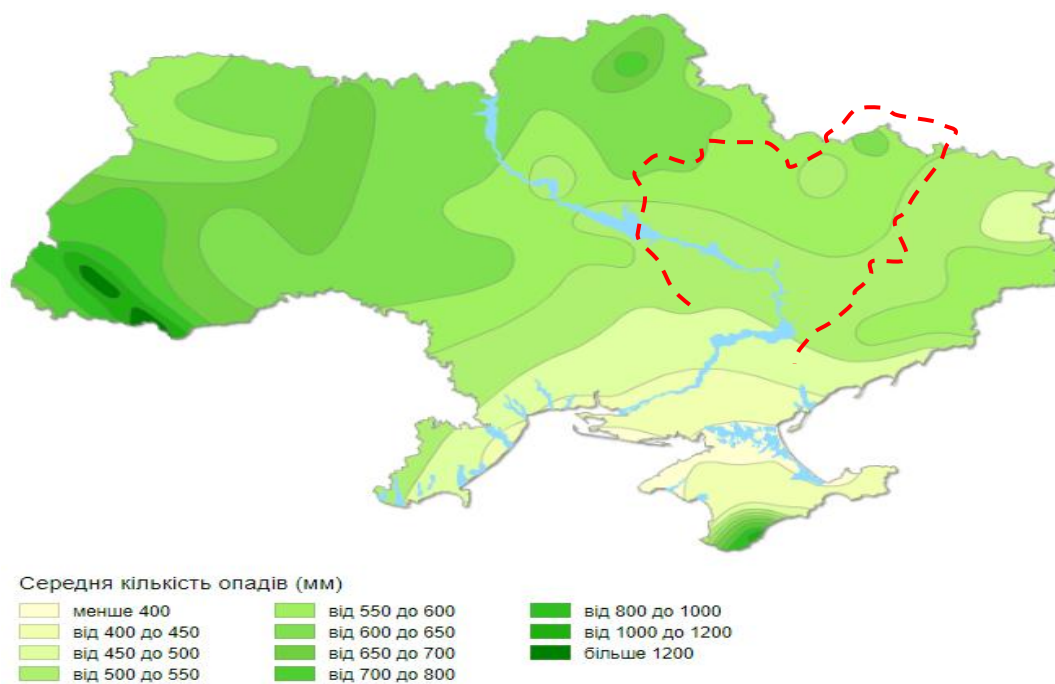 Середня кількість опадів (мм)
менше 400
від 400 до 450
від 450 до 500
від 500 до 550
від 550 до 600
від 600 до 650
від 650 до 700
від 700 до 800
від 800 до 1000
від 1000 до 1200
більше 1200